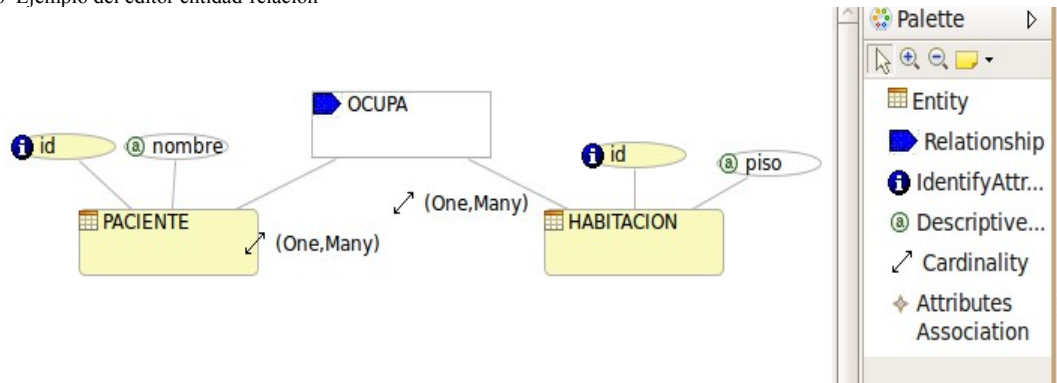 Ejemplo del editor entidad-relación
OCUPA
id
nombre
id
piso
(One,Many)
PACIENTE
HABITACION
(One,Many)
Palette
Entity
Relationship
IdentifyAttr...
Descriptive...
Cardinality
Attributes
Association